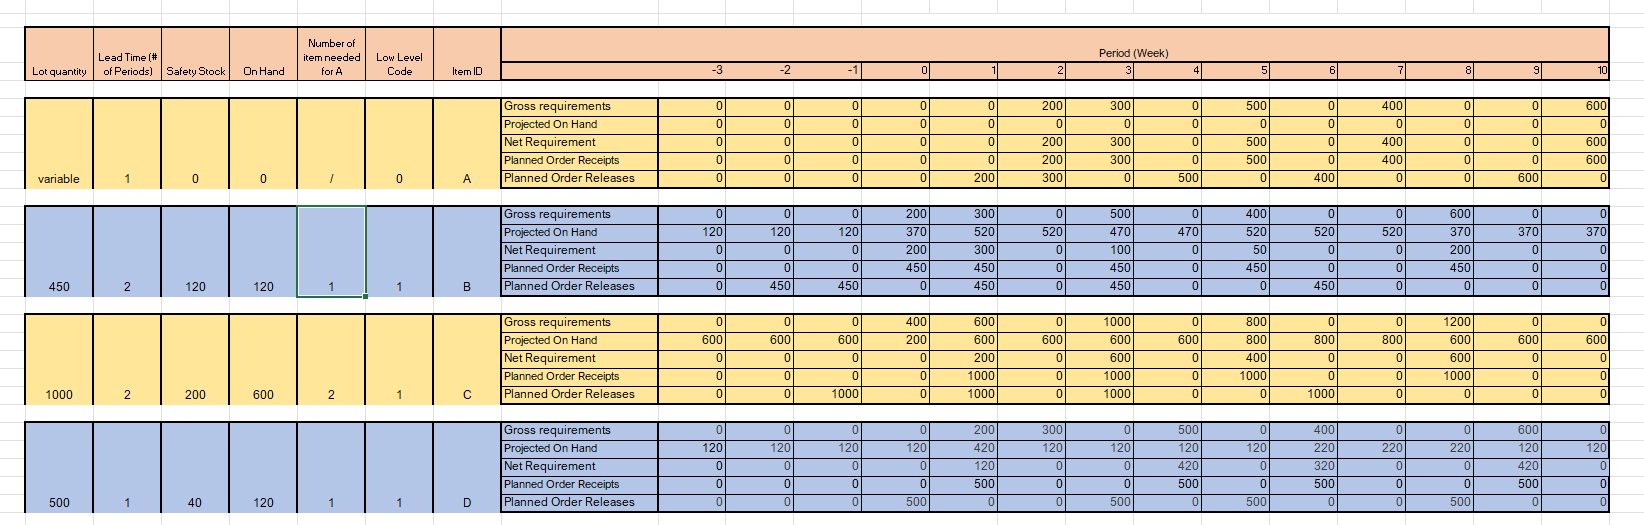 Period (Week)
Lot quantity Lead Time (# of Periods) Safety Stock On Hand Number of item needed for A Low Level Code Item ID -3 -2 -1 0 1 2 3 4 5 6 7 8 9 10
Gross requirements 0 0 0 0 0 200 300 0 500 0 400 0 0 600
Projected On Hand 0 0 0 0 0 0 0 0 0 0 0 0 0 0
Net Requirement 0 0 0 0 0 200 300 0 500 0 400 0 0 600
Planned Order Receipts 0 0 0 0 0 200 300 0 500 0 400 0 0 600
variable 1 0 0 / 0 A Planned Order Releases 0 0 0 0 200 300 0 500 0 400 0 0 600 0
Gross requirements 0 0 0 200 300 0 500 0 400 0 0 600 0 0
Projected On Hand 120 120 120 370 520 520 470 470 520 520 520 370 370 370
Net Requirement 0 0 0 200 300 0 100 0 50 0 0 200 0 0
Planned Order Receipts 0 0 0 450 450 0 450 0 450 0 0 450 0 0
450 2 120 120 1 1 B Planned Order Releases 0 450 450 0 450 0 450 0 0 450 0 0 0 0
Gross requirements 0 0 0 400 600 0 1000 0 800 0 0 1200 0 0
Projected On Hand 600 600 600 200 600 600 600 600 800 800 800 600 600 600
Net Requirement 0 0 0 0 200 0 600 0 400 0 0 600 0 0
Planned Order Receipts 0 0 0 0 1000 0 1000 0 1000 0 0 1000 0 0
1000 2 200 600 2 1 C Planned Order Releases 0 0 1000 0 1000 0 1000 0 0 1000 0 0 0 0
Gross requirements 0 0 0 0 200 300 0 500 0 400 0 0 600 0
Projected On Hand 120 120 120 120 420 120 120 120 120 220 220 220 120 120
Net Requirement 0 0 0 0 120 0 0 420 0 320 0 0 420 0
Planned Order Receipts 0 0 0 0 500 0 0 500 0 500 0 0 500 0
500 1 40 120 1 1 D Planned Order Releases 0 0 0 500 0 0 500 0 500 0 0 500 0 0